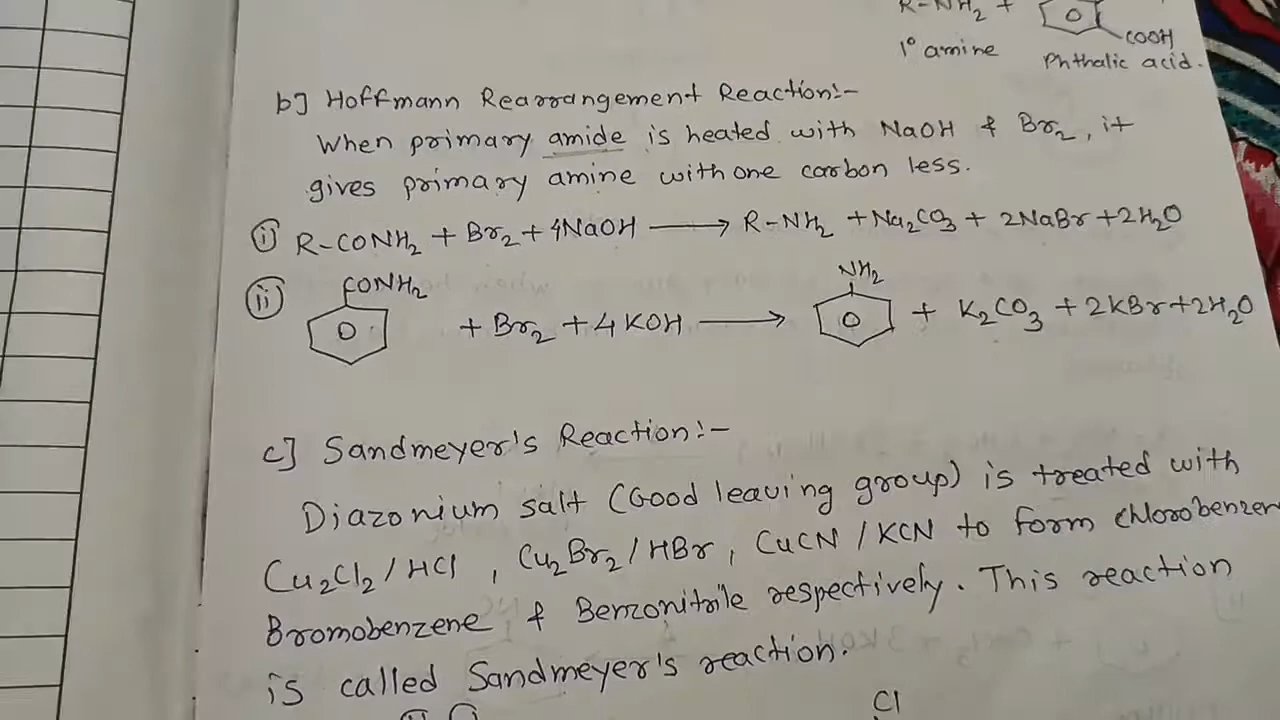 R-NH2 +
COOH
1° amine
Phthalic acid.
b] Hoffmann Rearrangement Reaction:-
When primary amide is heated with NaOH & Br2, it
gives primary amine with one carbon less.
(i) R-CONH2 + Br2 + 4NaOH ⟶ R-NH2 + Na2CO3 + 2NaBr + 2H2O
CONH2
NH2
(ii) + Br2 + 4 KOH ⟶ + K2CO3 + 2KBr + 2H2O
c] Sandmeyer's Reaction:-
Diazonium salt (Good leaving group) is treated with
Cu2Cl2 / HCl, Cu2Br2 / HBr, CuCN / KCN to form chlorobenzen
Bromobenzene & Benzonitrile respectively. This reaction
is called Sandmeyer's reaction.
Cl